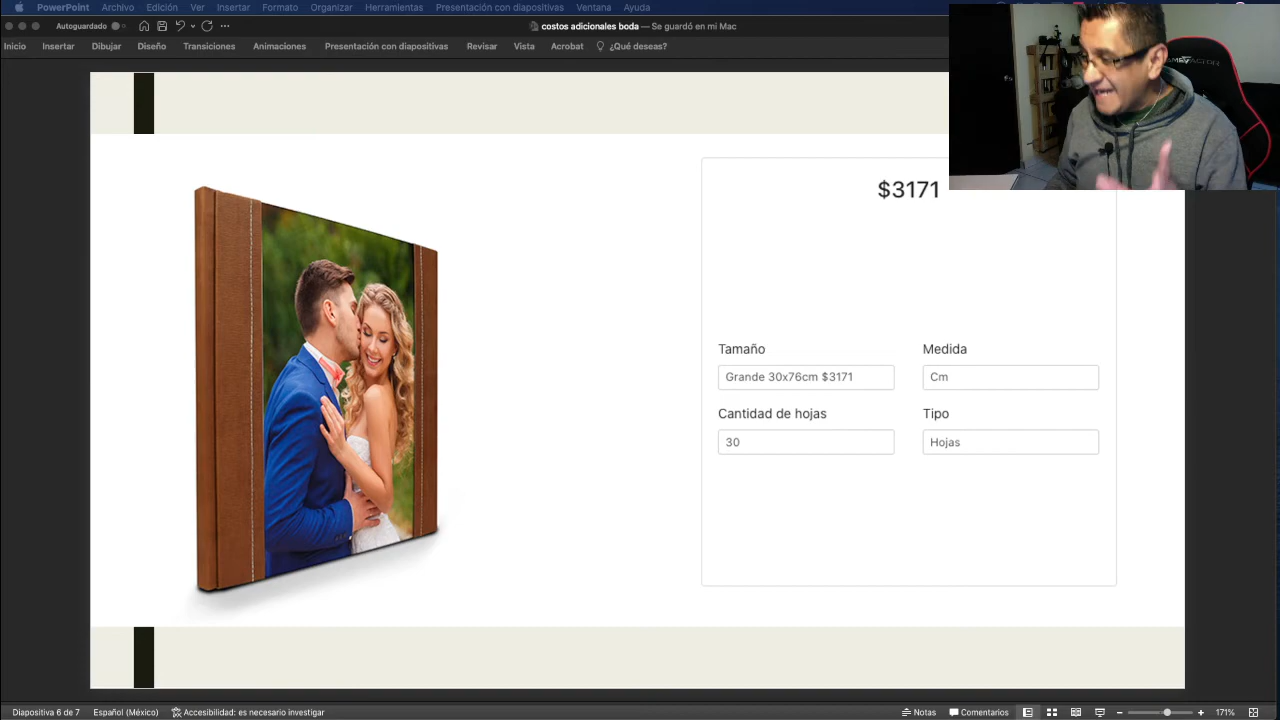 PowerPoint Archivo Edición Ver Insertar Formato Organizar Herramientas Presentación con diapositivas Ventana Ayuda
Autoguardado costos adicionales boda — Se guardó en mi Mac
Inicio Insertar Dibujar Diseño Transiciones Animaciones Presentación con diapositivas Revisar Vista Acrobat ¿Qué deseas?
$3171
Tamaño Medida
Grande 30x76cm $3171 Cm
Cantidad de hojas Tipo
30 Hojas
Diapositiva 6 de 7 Español (México) Accesibilidad: es necesario investigar Notas Comentarios 171%